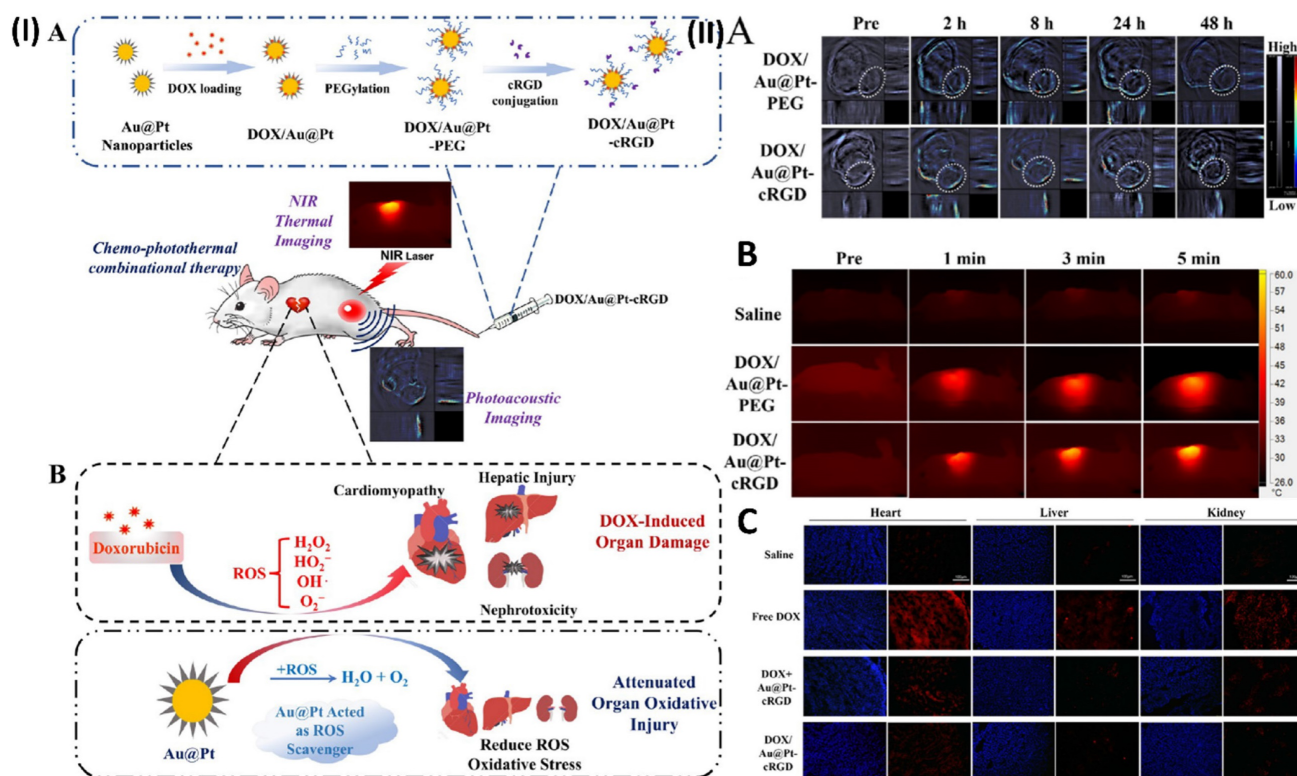 (I) A
DOX loading
PEGylation
cRGD
conjugation
Au@Pt
Nanoparticles
DOX/Au@Pt
DOX/Au@Pt
-PEG
DOX/Au@Pt
-cRGD
NIR
Thermal
Imaging
Chemo-photothermal
combinational therapy
NIR Laser
DOX/Au@Pt-cRGD
Photoacoustic
Imaging
B
Doxorubicin
ROS
H₂O₂
HO₂⁻
OH·
O₂⁻
Cardiomyopathy
Hepatic Injury
Nephrotoxicity
DOX-Induced
Organ Damage
Au@Pt
+ROS
H₂O + O₂
Au@Pt Acted
as ROS
Scavenger
Reduce ROS
Oxidative Stress
Attenuated
Organ Oxidative
Injury
(II) A
Pre 2 h 8 h 24 h 48 h
DOX/
Au@Pt-
PEG
DOX/
Au@Pt-
cRGD
High
Low
B
Pre 1 min 3 min 5 min
Saline
DOX/
Au@Pt-
PEG
DOX/
Au@Pt-
cRGD
60.0
57
54
51
48
45
42
39
36
33
30
26.0
°C
C
Heart Liver Kidney
Saline
Free DOX
DOX+
Au@Pt-
cRGD
DOX/
Au@Pt-
cRGD